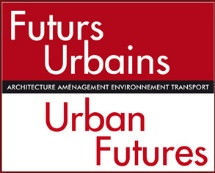 Futurs
Urbains
ARCHITECTURE AMÉNAGEMENT ENVIRONNEMENT TRANSPORT
Urban
Futures